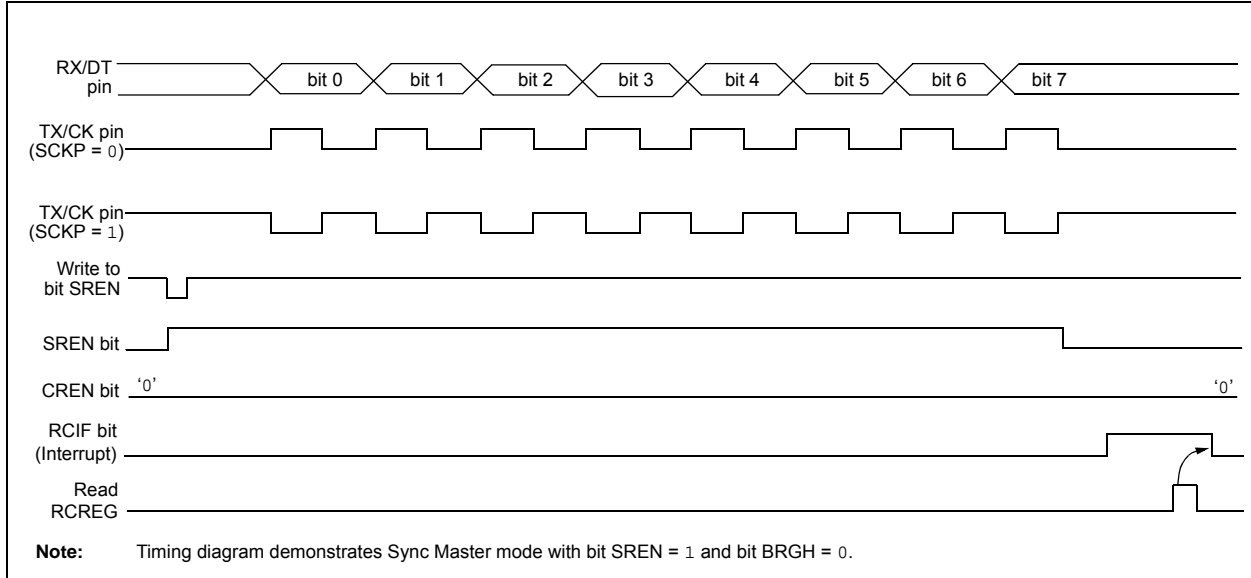 RX/DT
pin
bit 0 bit 1 bit 2 bit 3 bit 4 bit 5 bit 6 bit 7
TX/CK pin
(SCKP = 0)
TX/CK pin
(SCKP = 1)
Write to
bit SREN
SREN bit
CREN bit ‘0’ ‘0’
RCIF bit
(Interrupt)
Read
RCREG
Note: Timing diagram demonstrates Sync Master mode with bit SREN = 1 and bit BRGH = 0.